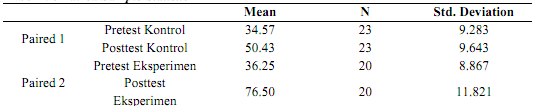 Mean N Std. Deviation
Paired 1 Pretest Kontrol 34.57 23 9.283
Posttest Kontrol 50.43 23 9.643
Paired 2 Pretest Eksperimen 36.25 20 8.867
Posttest Eksperimen 76.50 20 11.821